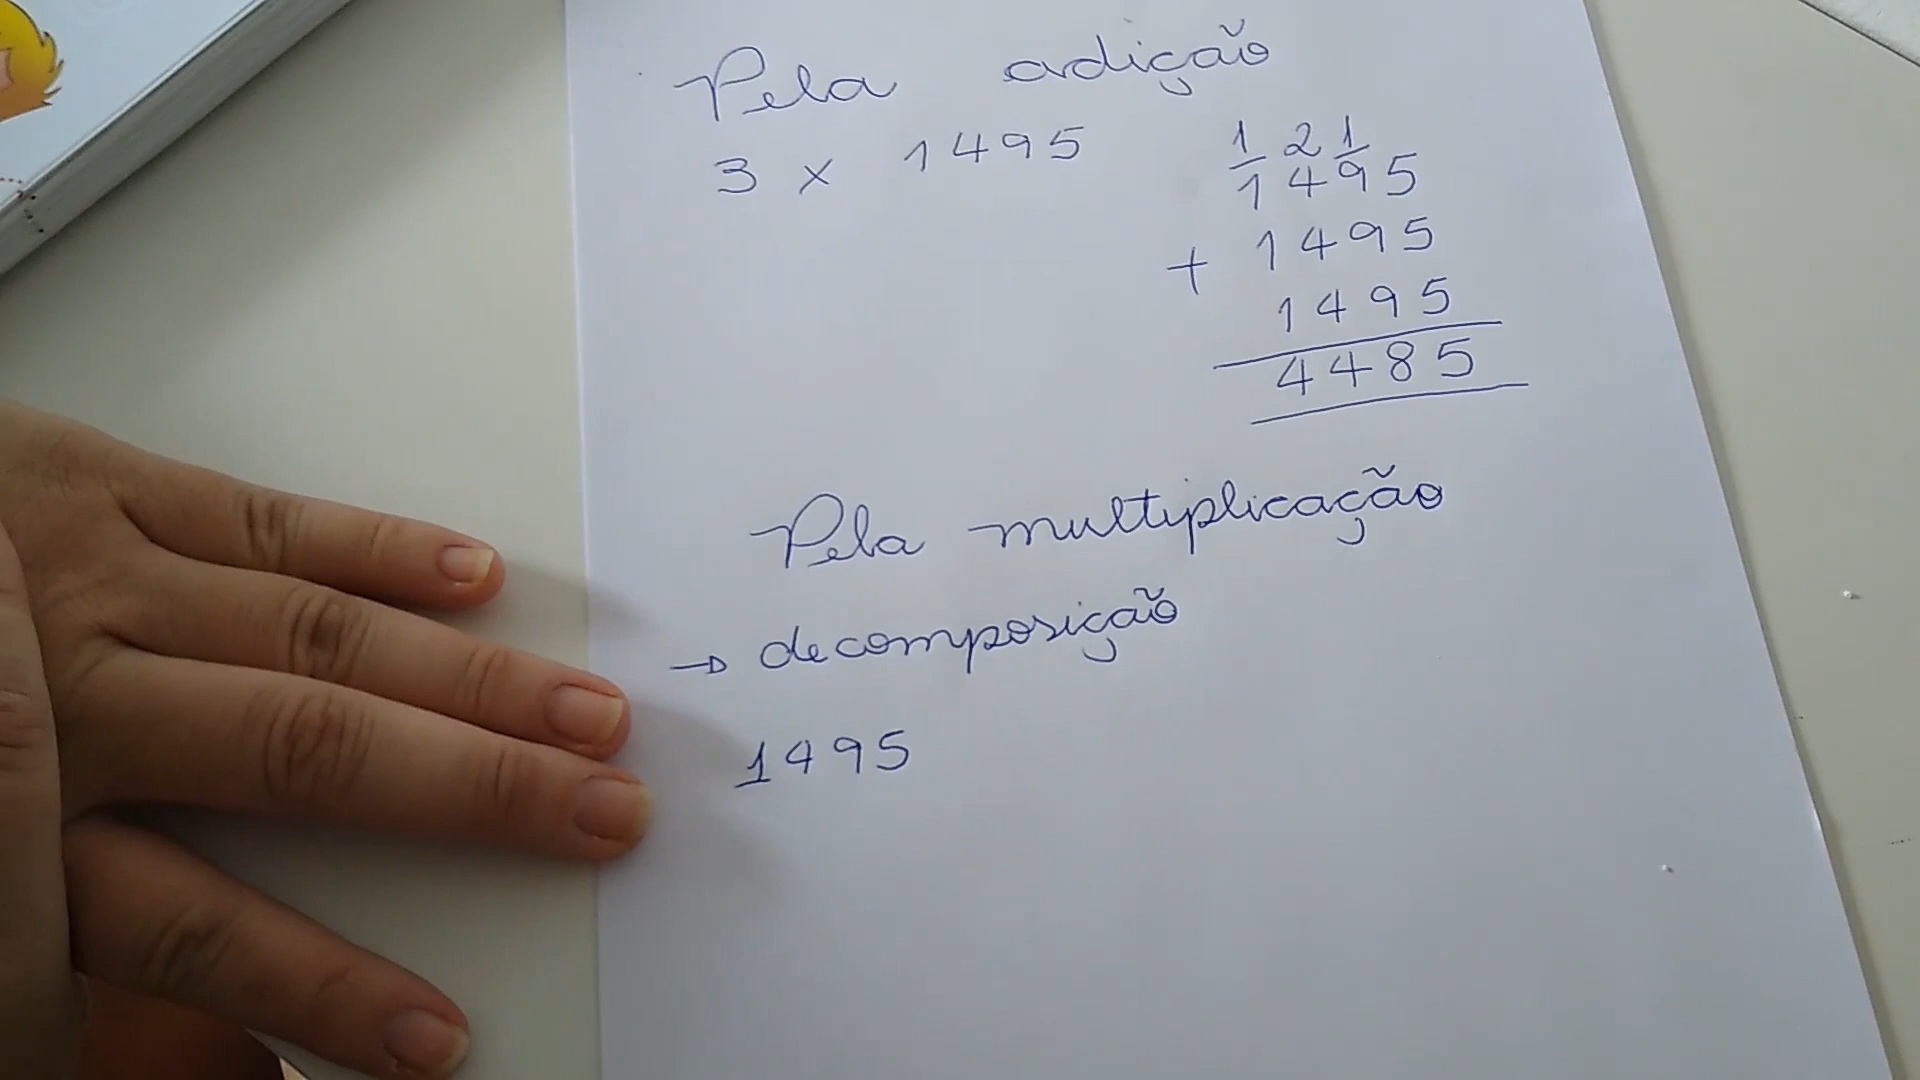 Pela adição
3 x 1495
1 2 1
1495
+ 1495
1495
4485
Pela multiplicação
→ decomposição
1495